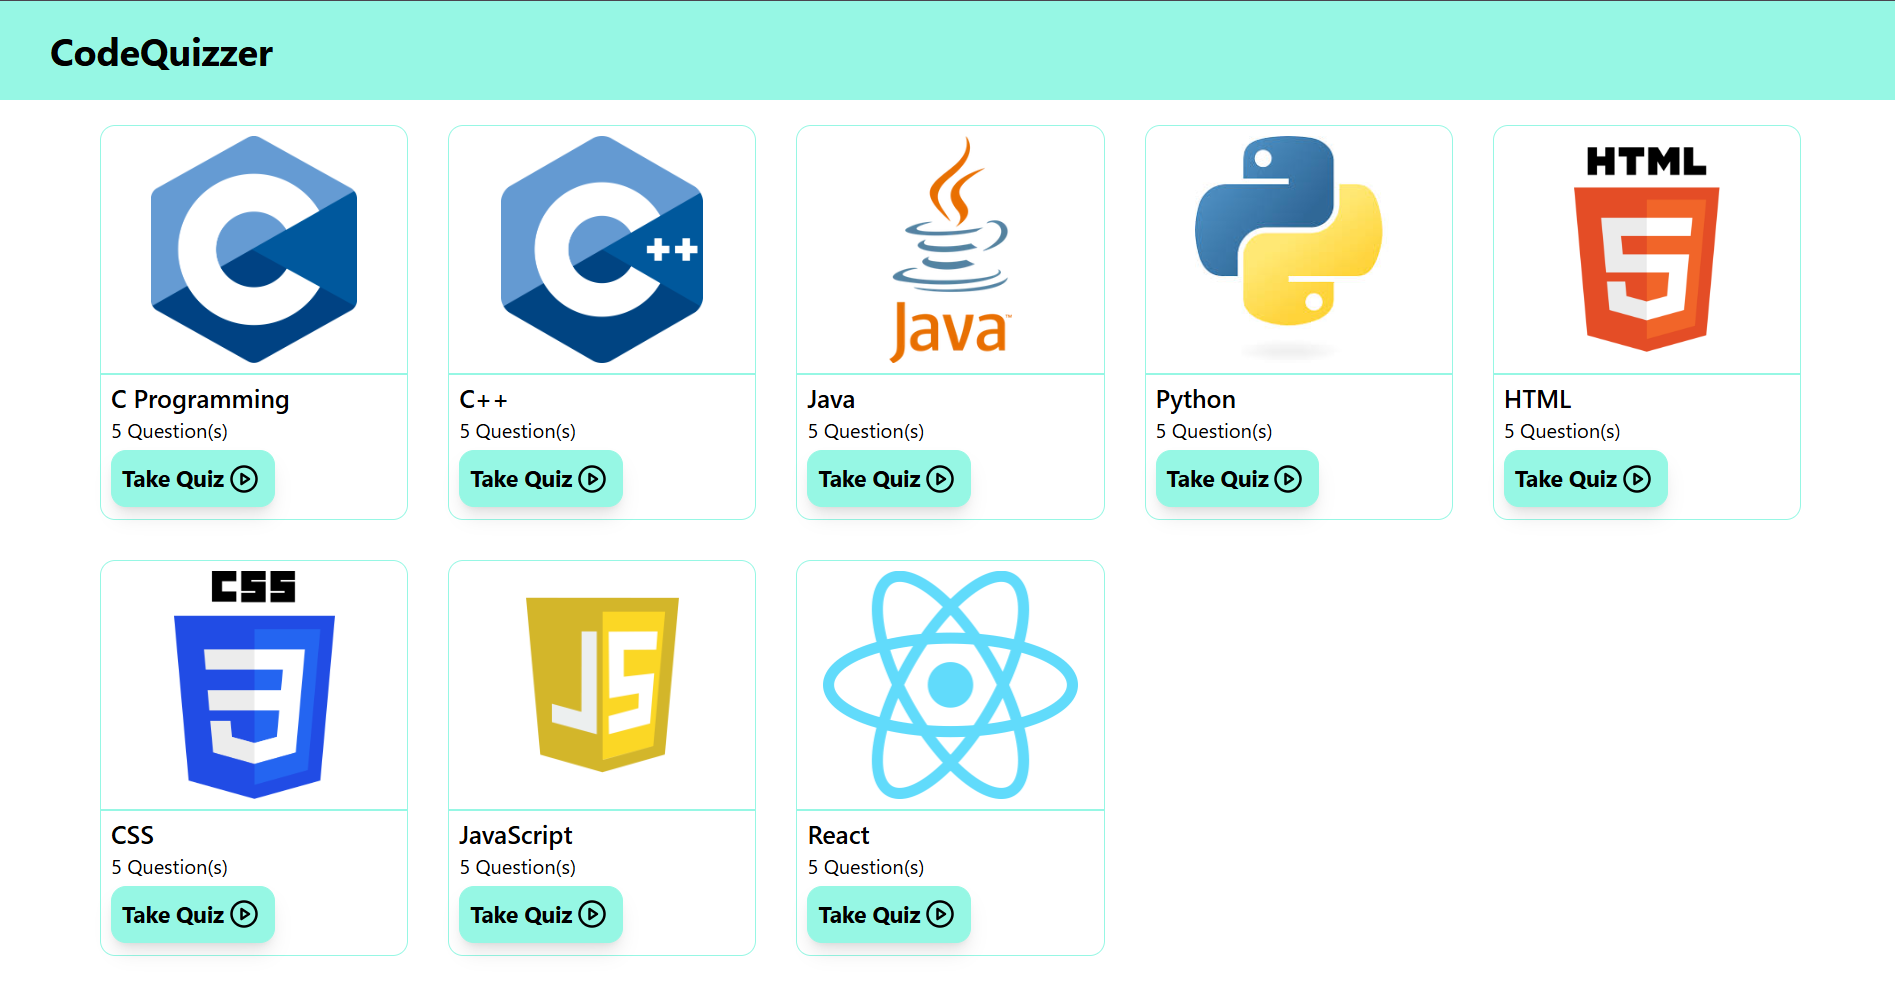 CodeQuizzer
C
C ++
Java™
Python
HTML
5
C Programming
5 Question(s)
Take Quiz
C++
5 Question(s)
Take Quiz
Java
5 Question(s)
Take Quiz
Python
5 Question(s)
Take Quiz
HTML
5 Question(s)
Take Quiz
CSS
3
JS
CSS
5 Question(s)
Take Quiz
JavaScript
5 Question(s)
Take Quiz
React
5 Question(s)
Take Quiz